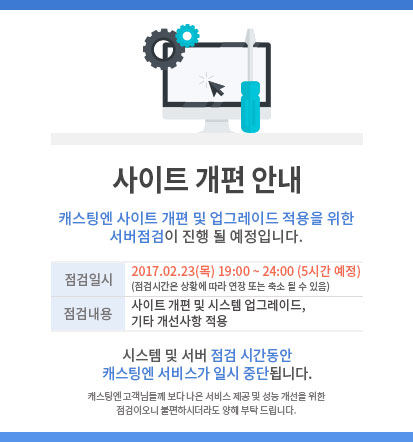 사이트 개편 안내
캐스팅엔 사이트 개편 및 업그레이드 적용을 위한
서버점검이 진행 될 예정입니다.
점검일시
2017.02.23(목) 19:00 ~ 24:00 (5시간 예정)
(점검시간은 상황에 따라 연장 또는 축소 될 수 있음)
점검내용
사이트 개편 및 시스템 업그레이드,
기타 개선사항 적용
시스템 및 서버 점검 시간동안
캐스팅엔 서비스가 일시 중단됩니다.
캐스팅엔 고객님들께 보다 나은 서비스 제공 및 성능 개선을 위한
점검이오니 불편하시더라도 양해 부탁 드립니다.